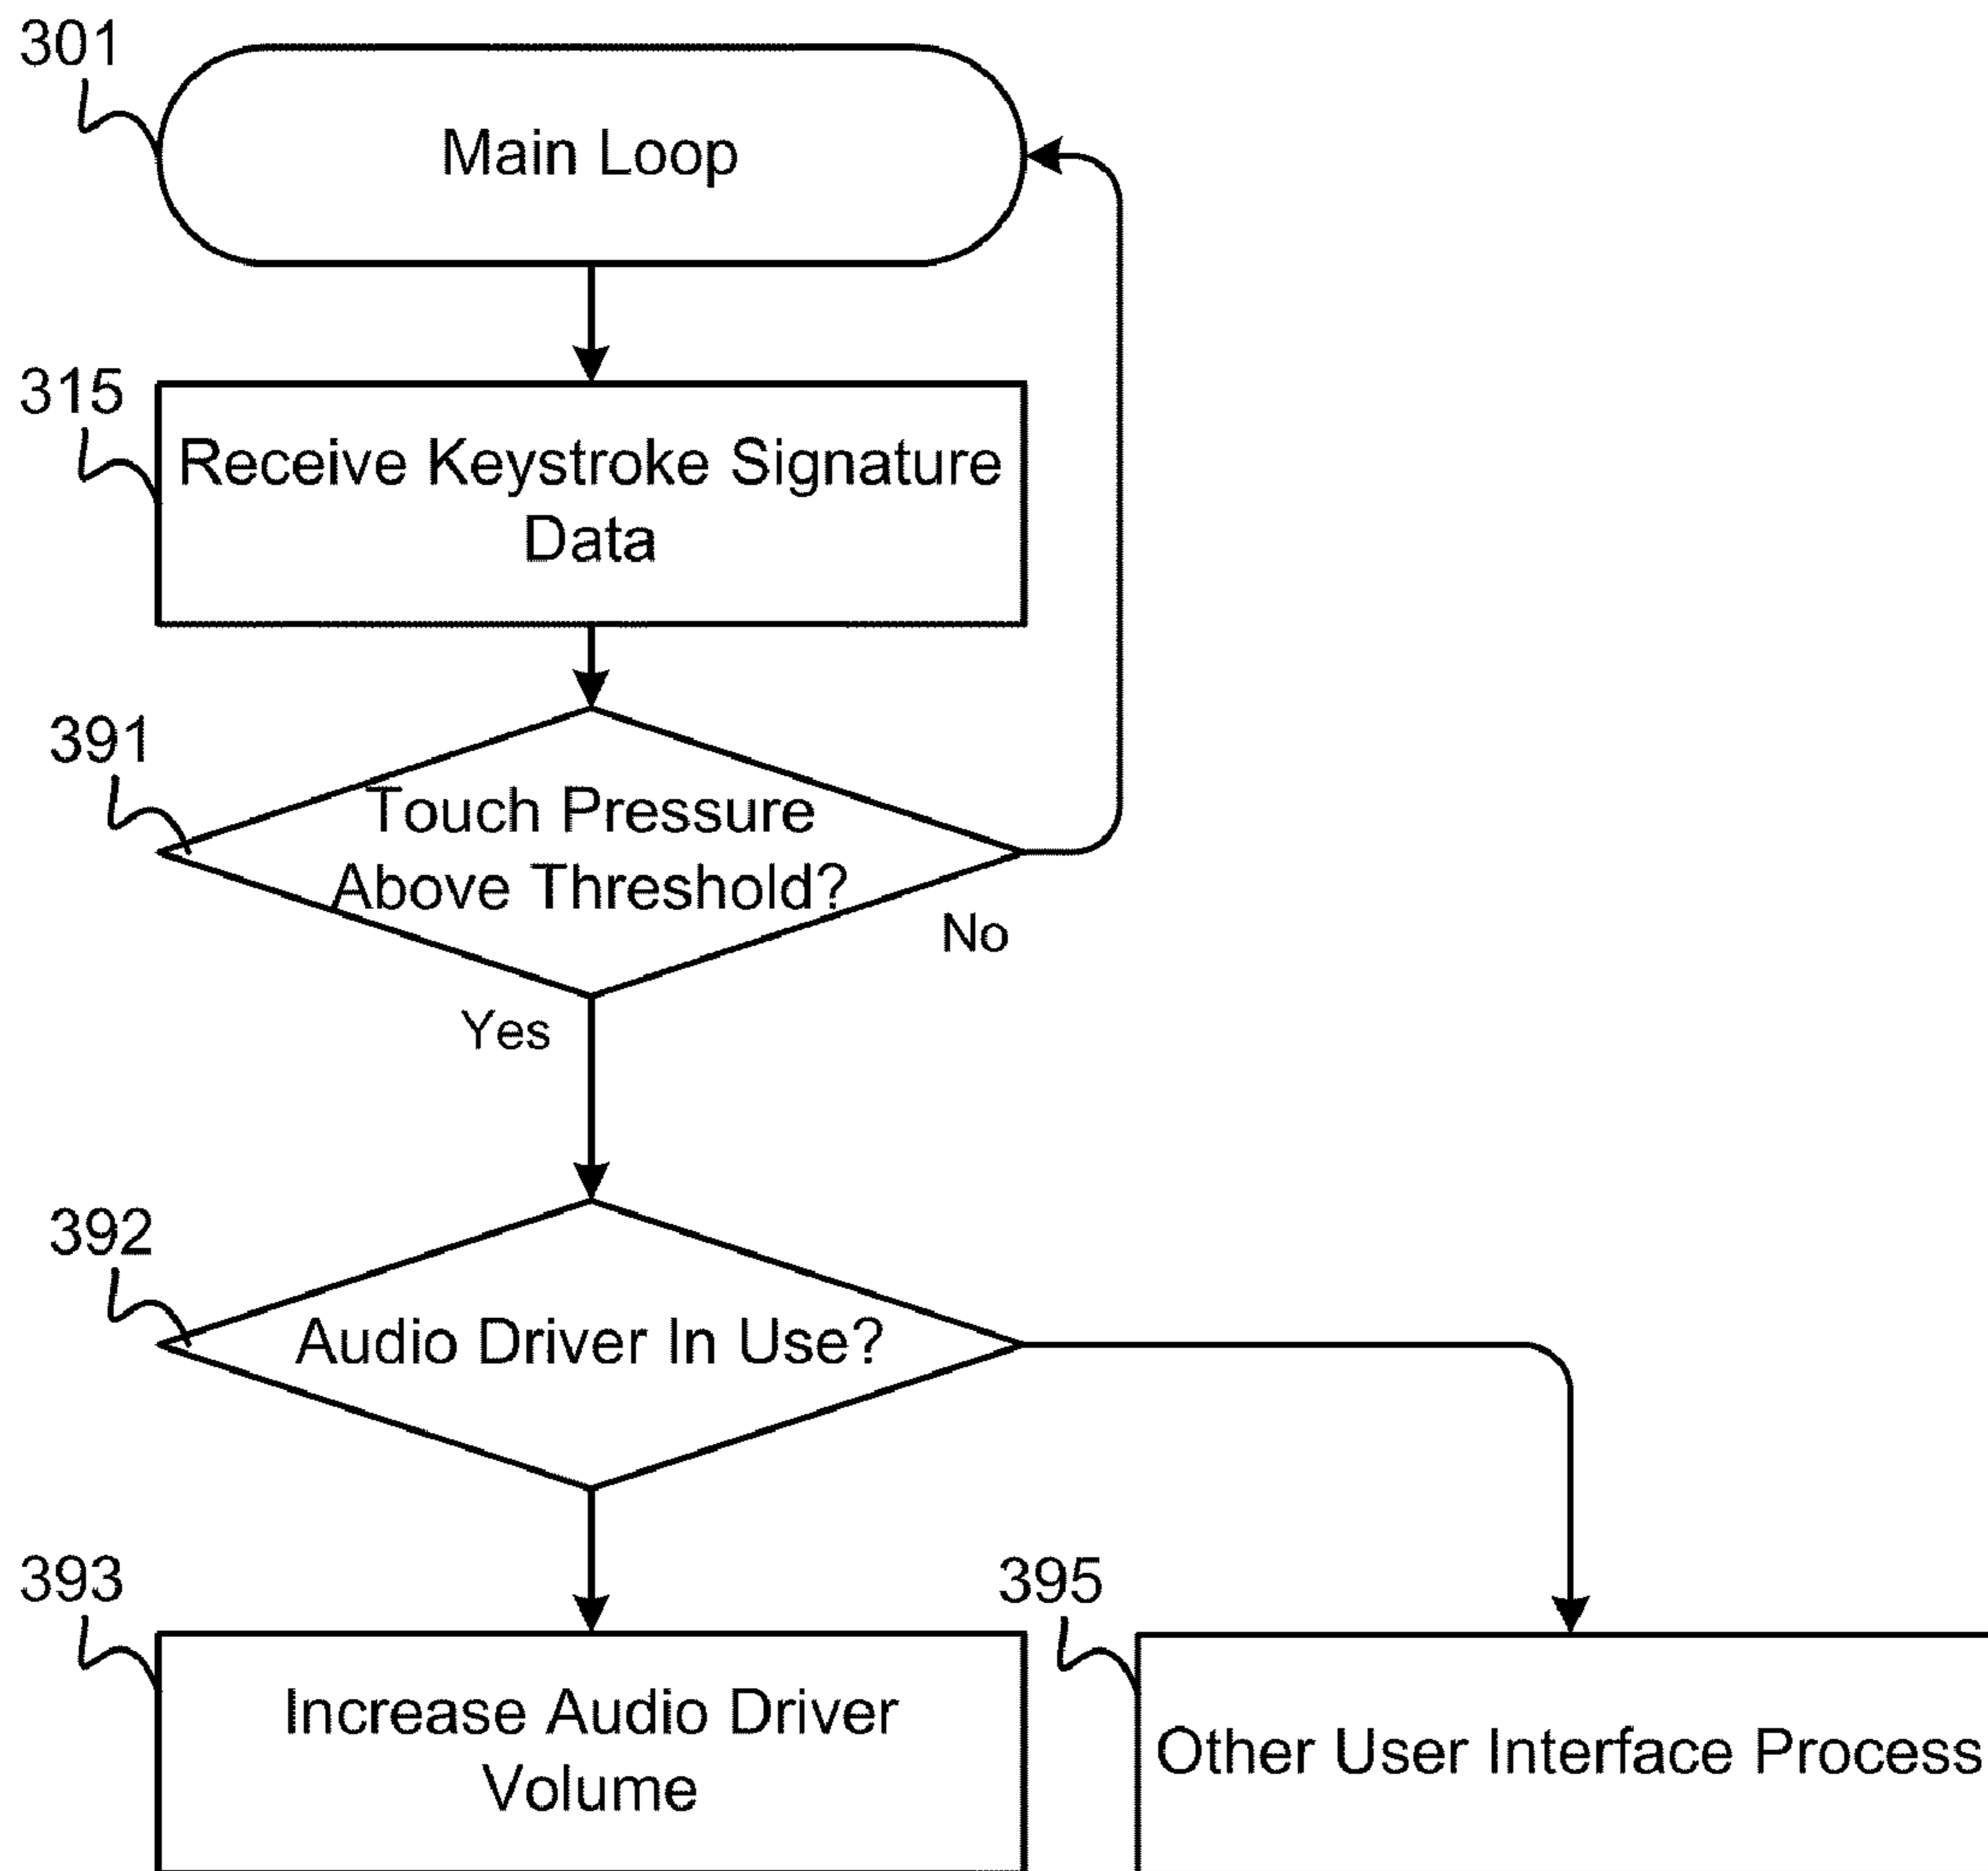 301
Main Loop
315
Receive Keystroke Signature
Data
391
Touch Pressure
Above Threshold?
No
Yes
392
Audio Driver In Use?
393
Increase Audio Driver
Volume
395
Other User Interface Process